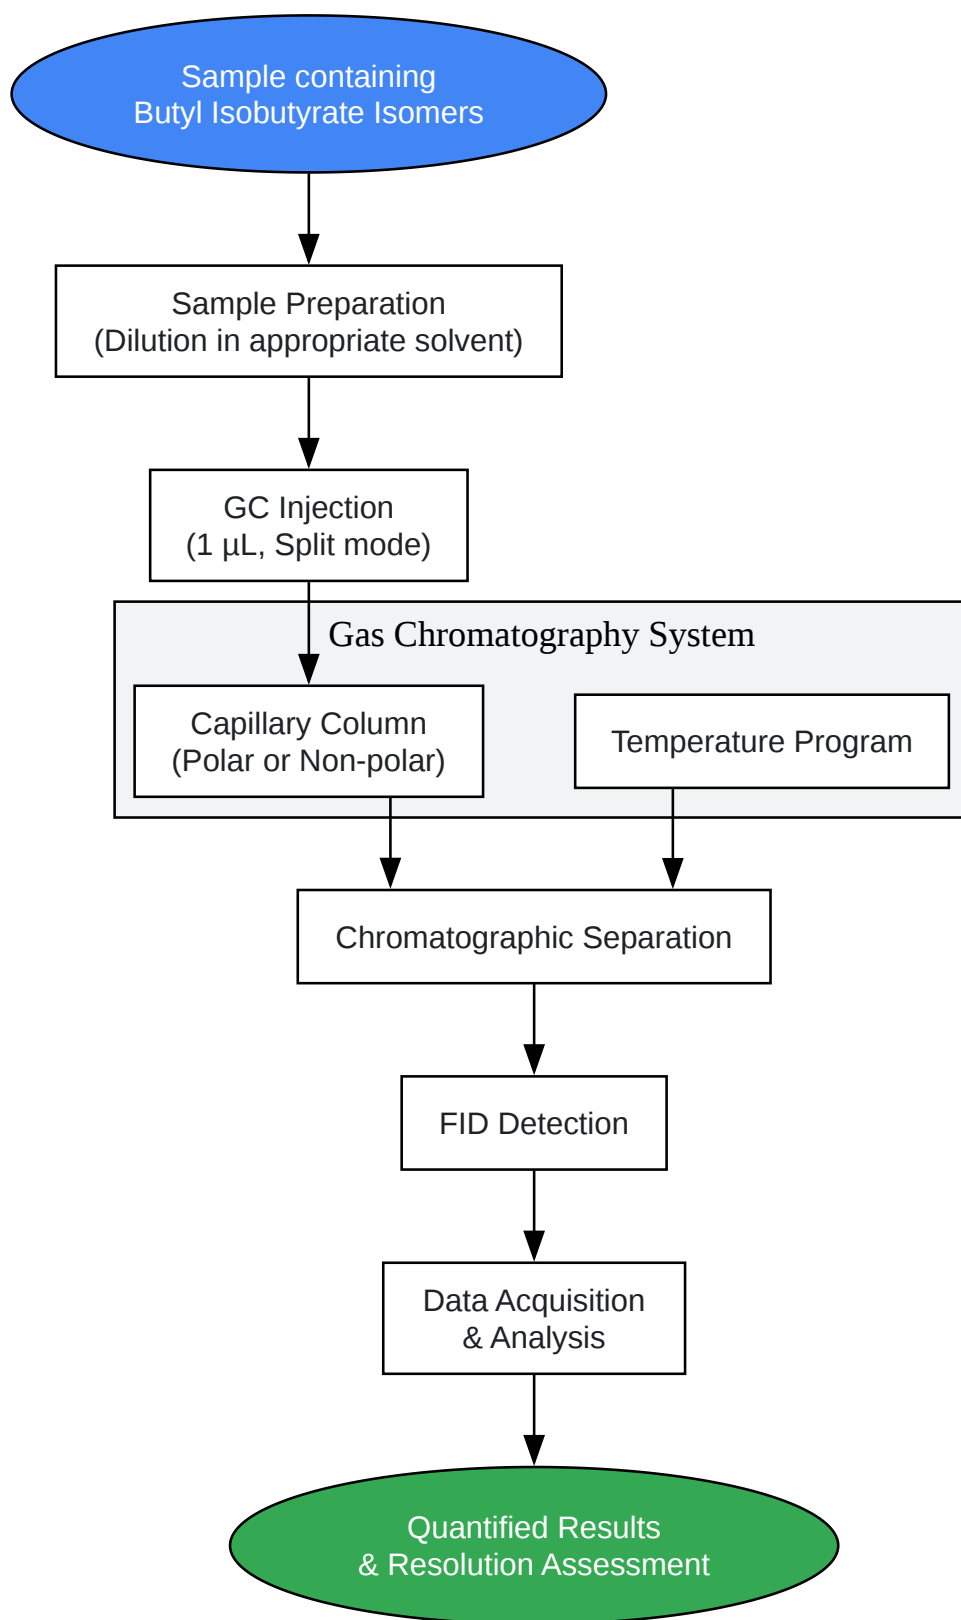 Sample containing
Butyl Isobutyrate Isomers
Sample Preparation
(Dilution in appropriate solvent)
GC Injection
(1 µL, Split mode)
Gas Chromatography System
Capillary Column
(Polar or Non-polar)
Temperature Program
Chromatographic Separation
FID Detection
Data Acquisition
& Analysis
Quantified Results
& Resolution Assessment